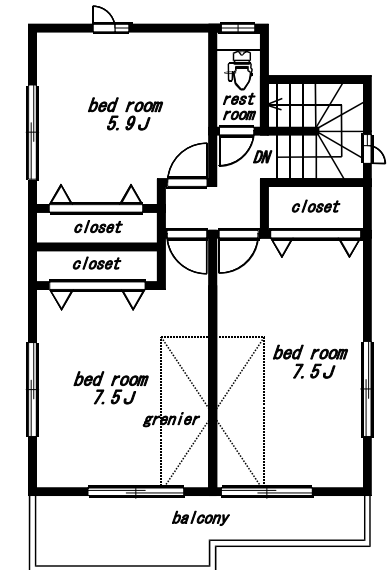 bed room
5.9J
rest
room
DN
closet
closet
closet
bed room
7.5J
bed room
7.5J
grenier
balcony